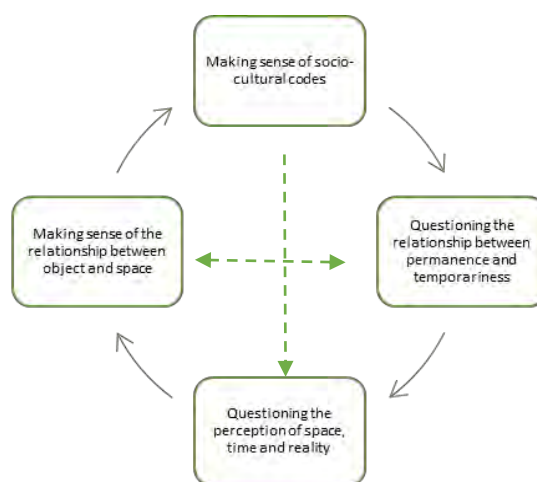 Making sense of socio-
cultural codes
Making sense of the
relationship between
object and space
Questioning the
relationship between
permanence and
temporariness
Questioning the
perception of space,
time and reality